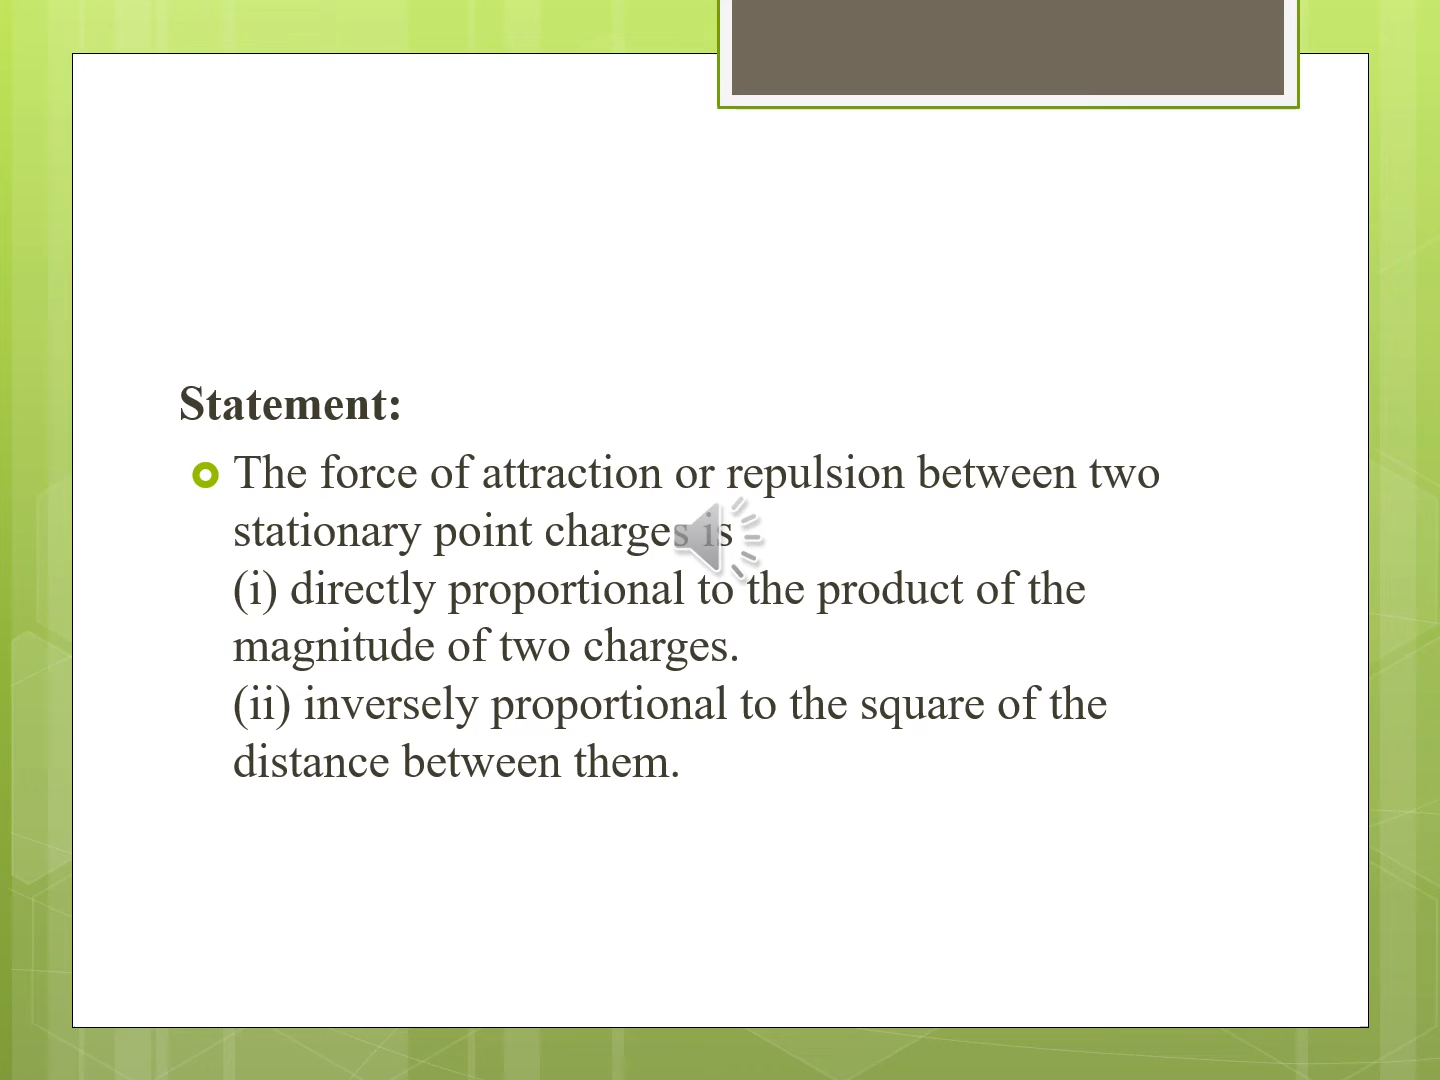 Statement:
The force of attraction or repulsion between two
stationary point charges is
(i) directly proportional to the product of the
magnitude of two charges.
(ii) inversely proportional to the square of the
distance between them.